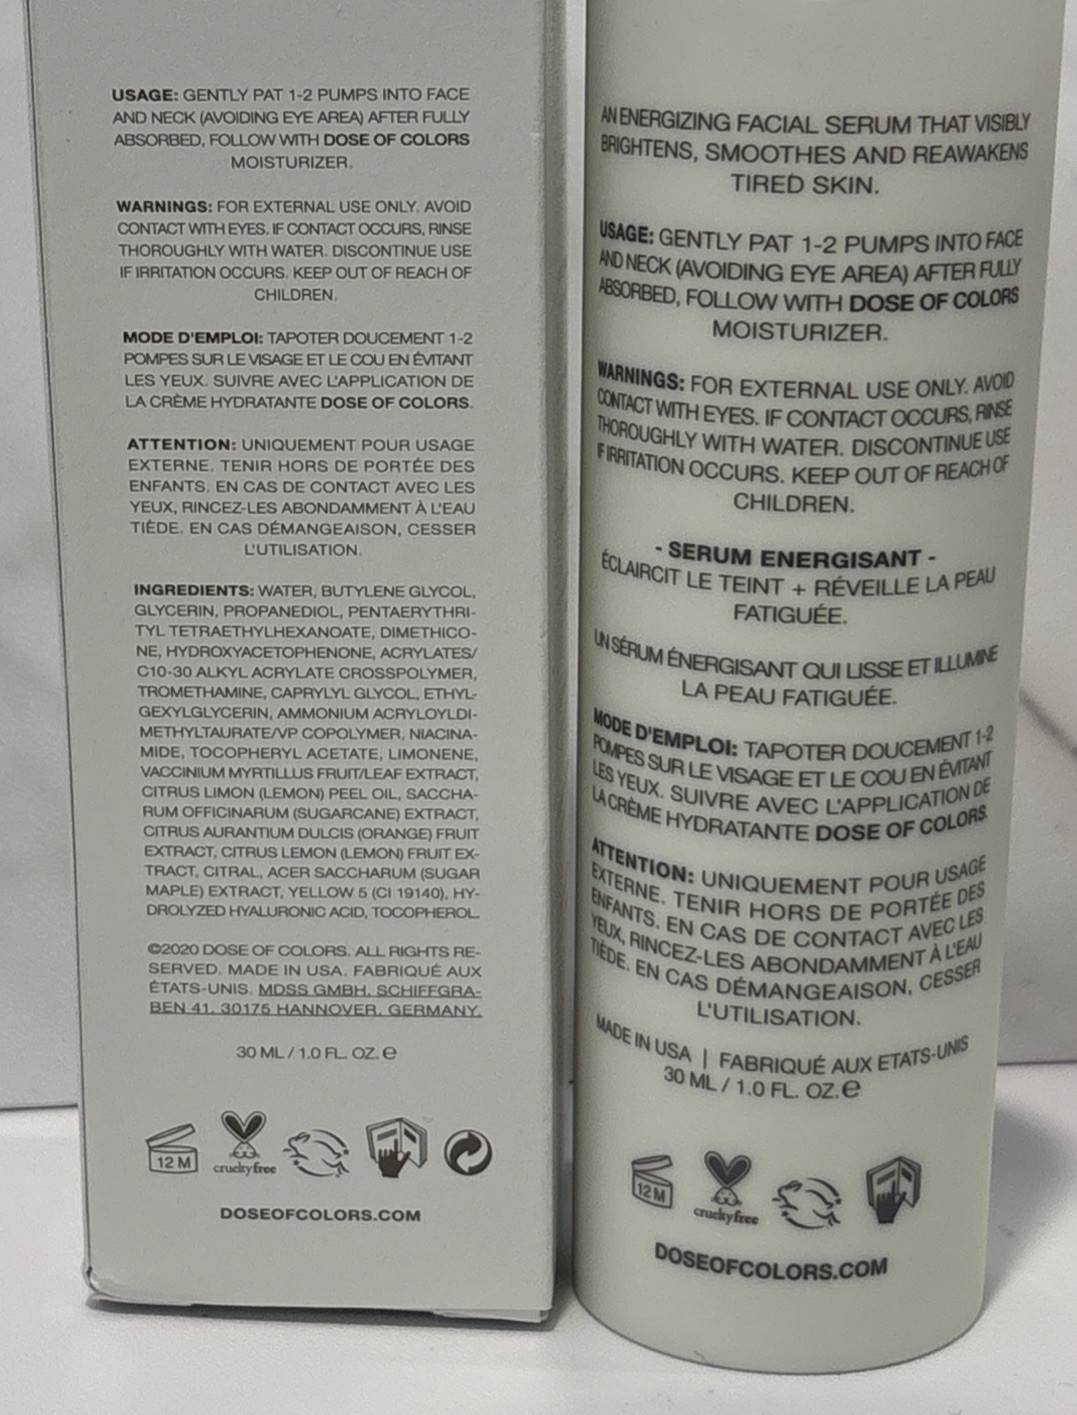 USAGE: GENTLY PAT 1-2 PUMPS INTO FACE
AND NECK (AVOIDING EYE AREA) AFTER FULLY
ABSORBED, FOLLOW WITH DOSE OF COLORS
MOISTURIZER.
WARNINGS: FOR EXTERNAL USE ONLY. AVOID
CONTACT WITH EYES. IF CONTACT OCCURS, RINSE
THOROUGHLY WITH WATER. DISCONTINUE USE
IF IRRITATION OCCURS. KEEP OUT OF REACH OF
CHILDREN.
MODE D'EMPLOI: TAPOTER DOUCEMENT 1-2
POMPES SUR LE VISAGE ET LE COU EN ÉVITANT
LES YEUX. SUIVRE AVEC L'APPLICATION DE
LA CRÈME HYDRATANTE DOSE OF COLORS.
ATTENTION: UNIQUEMENT POUR USAGE
EXTERNE. TENIR HORS DE PORTÉE DES
ENFANTS. EN CAS DE CONTACT AVEC LES
YEUX, RINCEZ-LES ABONDAMMENT À L'EAU
TIÈDE. EN CAS DÉMANGEAISON, CESSER
L'UTILISATION.
INGREDIENTS: WATER, BUTYLENE GLYCOL,
GLYCERIN, PROPANEDIOL, PENTAERYTHRI-
TYL TETRAETHYLHEXANOATE, DIMETHICO-
NE, HYDROXYACETOPHENONE, ACRYLATES/
C10-30 ALKYL ACRYLATE CROSSPOLYMER,
TROMETHAMINE, CAPRYLYL GLYCOL, ETHYL-
GEXYLGLYCERIN, AMMONIUM ACRYLOYLDI-
METHYLTAURATE/VP COPOLYMER, NIACINA-
MIDE, TOCOPHERYL ACETATE, LIMONENE,
VACCINIUM MYRTILLUS FRUIT/LEAF EXTRACT,
CITRUS LIMON (LEMON) PEEL OIL, SACCHA-
RUM OFFICINARUM (SUGARCANE) EXTRACT,
CITRUS AURANTIUM DULCIS (ORANGE) FRUIT
EXTRACT, CITRUS LEMON (LEMON) FRUIT EX-
TRACT, CITRAL, ACER SACCHARUM (SUGAR
MAPLE) EXTRACT, YELLOW 5 (CI 19140), HY-
DROLYZED HYALURONIC ACID, TOCOPHEROL.
©2020 DOSE OF COLORS. ALL RIGHTS RE-
SERVED. MADE IN USA. FABRIQUÉ AUX
ÉTATS-UNIS. MDSS GMBH. SCHIFFGRA-
BEN 41. 30175 HANNOVER. GERMANY.
30 ML / 1.0 FL. OZ. e
12 M
cruelty free
DOSEOFCOLORS.COM
AN ENERGIZING FACIAL SERUM THAT VISIBLY
BRIGHTENS, SMOOTHES AND REAWAKENS
TIRED SKIN.
USAGE: GENTLY PAT 1-2 PUMPS INTO FACE
AND NECK (AVOIDING EYE AREA) AFTER FULLY
ABSORBED, FOLLOW WITH DOSE OF COLORS
MOISTURIZER.
WARNINGS: FOR EXTERNAL USE ONLY. AVOID
CONTACT WITH EYES. IF CONTACT OCCURS, RINSE
THOROUGHLY WITH WATER. DISCONTINUE USE
IF IRRITATION OCCURS. KEEP OUT OF REACH OF
CHILDREN.
- SERUM ENERGISANT -
ÉCLAIRCIT LE TEINT + RÉVEILLE LA PEAU
FATIGUÉE.
UN SÉRUM ÉNERGISANT QUI LISSE ET ILLUMINE
LA PEAU FATIGUÉE.
MODE D'EMPLOI: TAPOTER DOUCEMENT 1-2
POMPES SUR LE VISAGE ET LE COU EN ÉVITANT
LES YEUX. SUIVRE AVEC L'APPLICATION DE
LA CRÈME HYDRATANTE DOSE OF COLORS.
ATTENTION: UNIQUEMENT POUR USAGE
EXTERNE. TENIR HORS DE PORTÉE DES
ENFANTS. EN CAS DE CONTACT AVEC LES
YEUX, RINCEZ-LES ABONDAMMENT À L'EAU
TIÈDE. EN CAS DÉMANGEAISON, CESSER
L'UTILISATION.
MADE IN USA | FABRIQUÉ AUX ETATS-UNIS
30 ML / 1.0 FL. OZ. e
12 M
cruelty free
DOSEOFCOLORS.COM